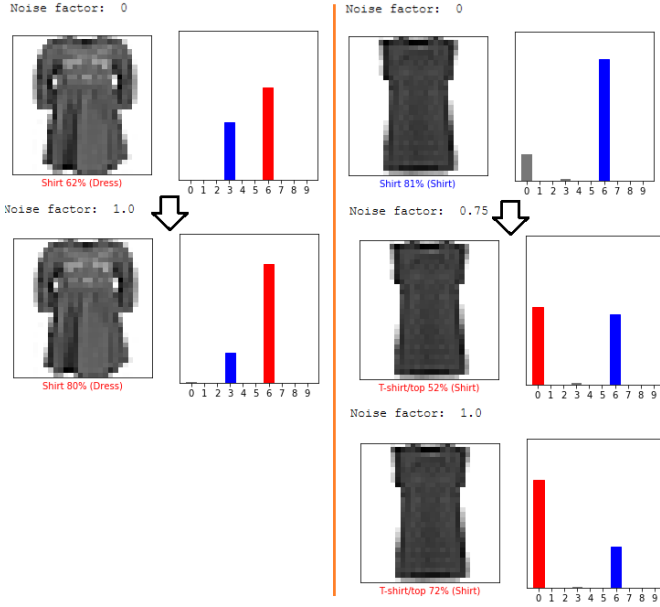 Noise factor: 0
0 1 2 3 4 5 6 7 8 9
Shirt 62% (Dress)
Noise factor: 1.0
0 1 2 3 4 5 6 7 8 9
Shirt 80% (Dress)
Noise factor: 0
0 1 2 3 4 5 6 7 8 9
Shirt 81% (Shirt)
Noise factor: 0.75
0 1 2 3 4 5 6 7 8 9
T-shirt/top 52% (Shirt)
Noise factor: 1.0
0 1 2 3 4 5 6 7 8 9
T-shirt/top 72% (Shirt)